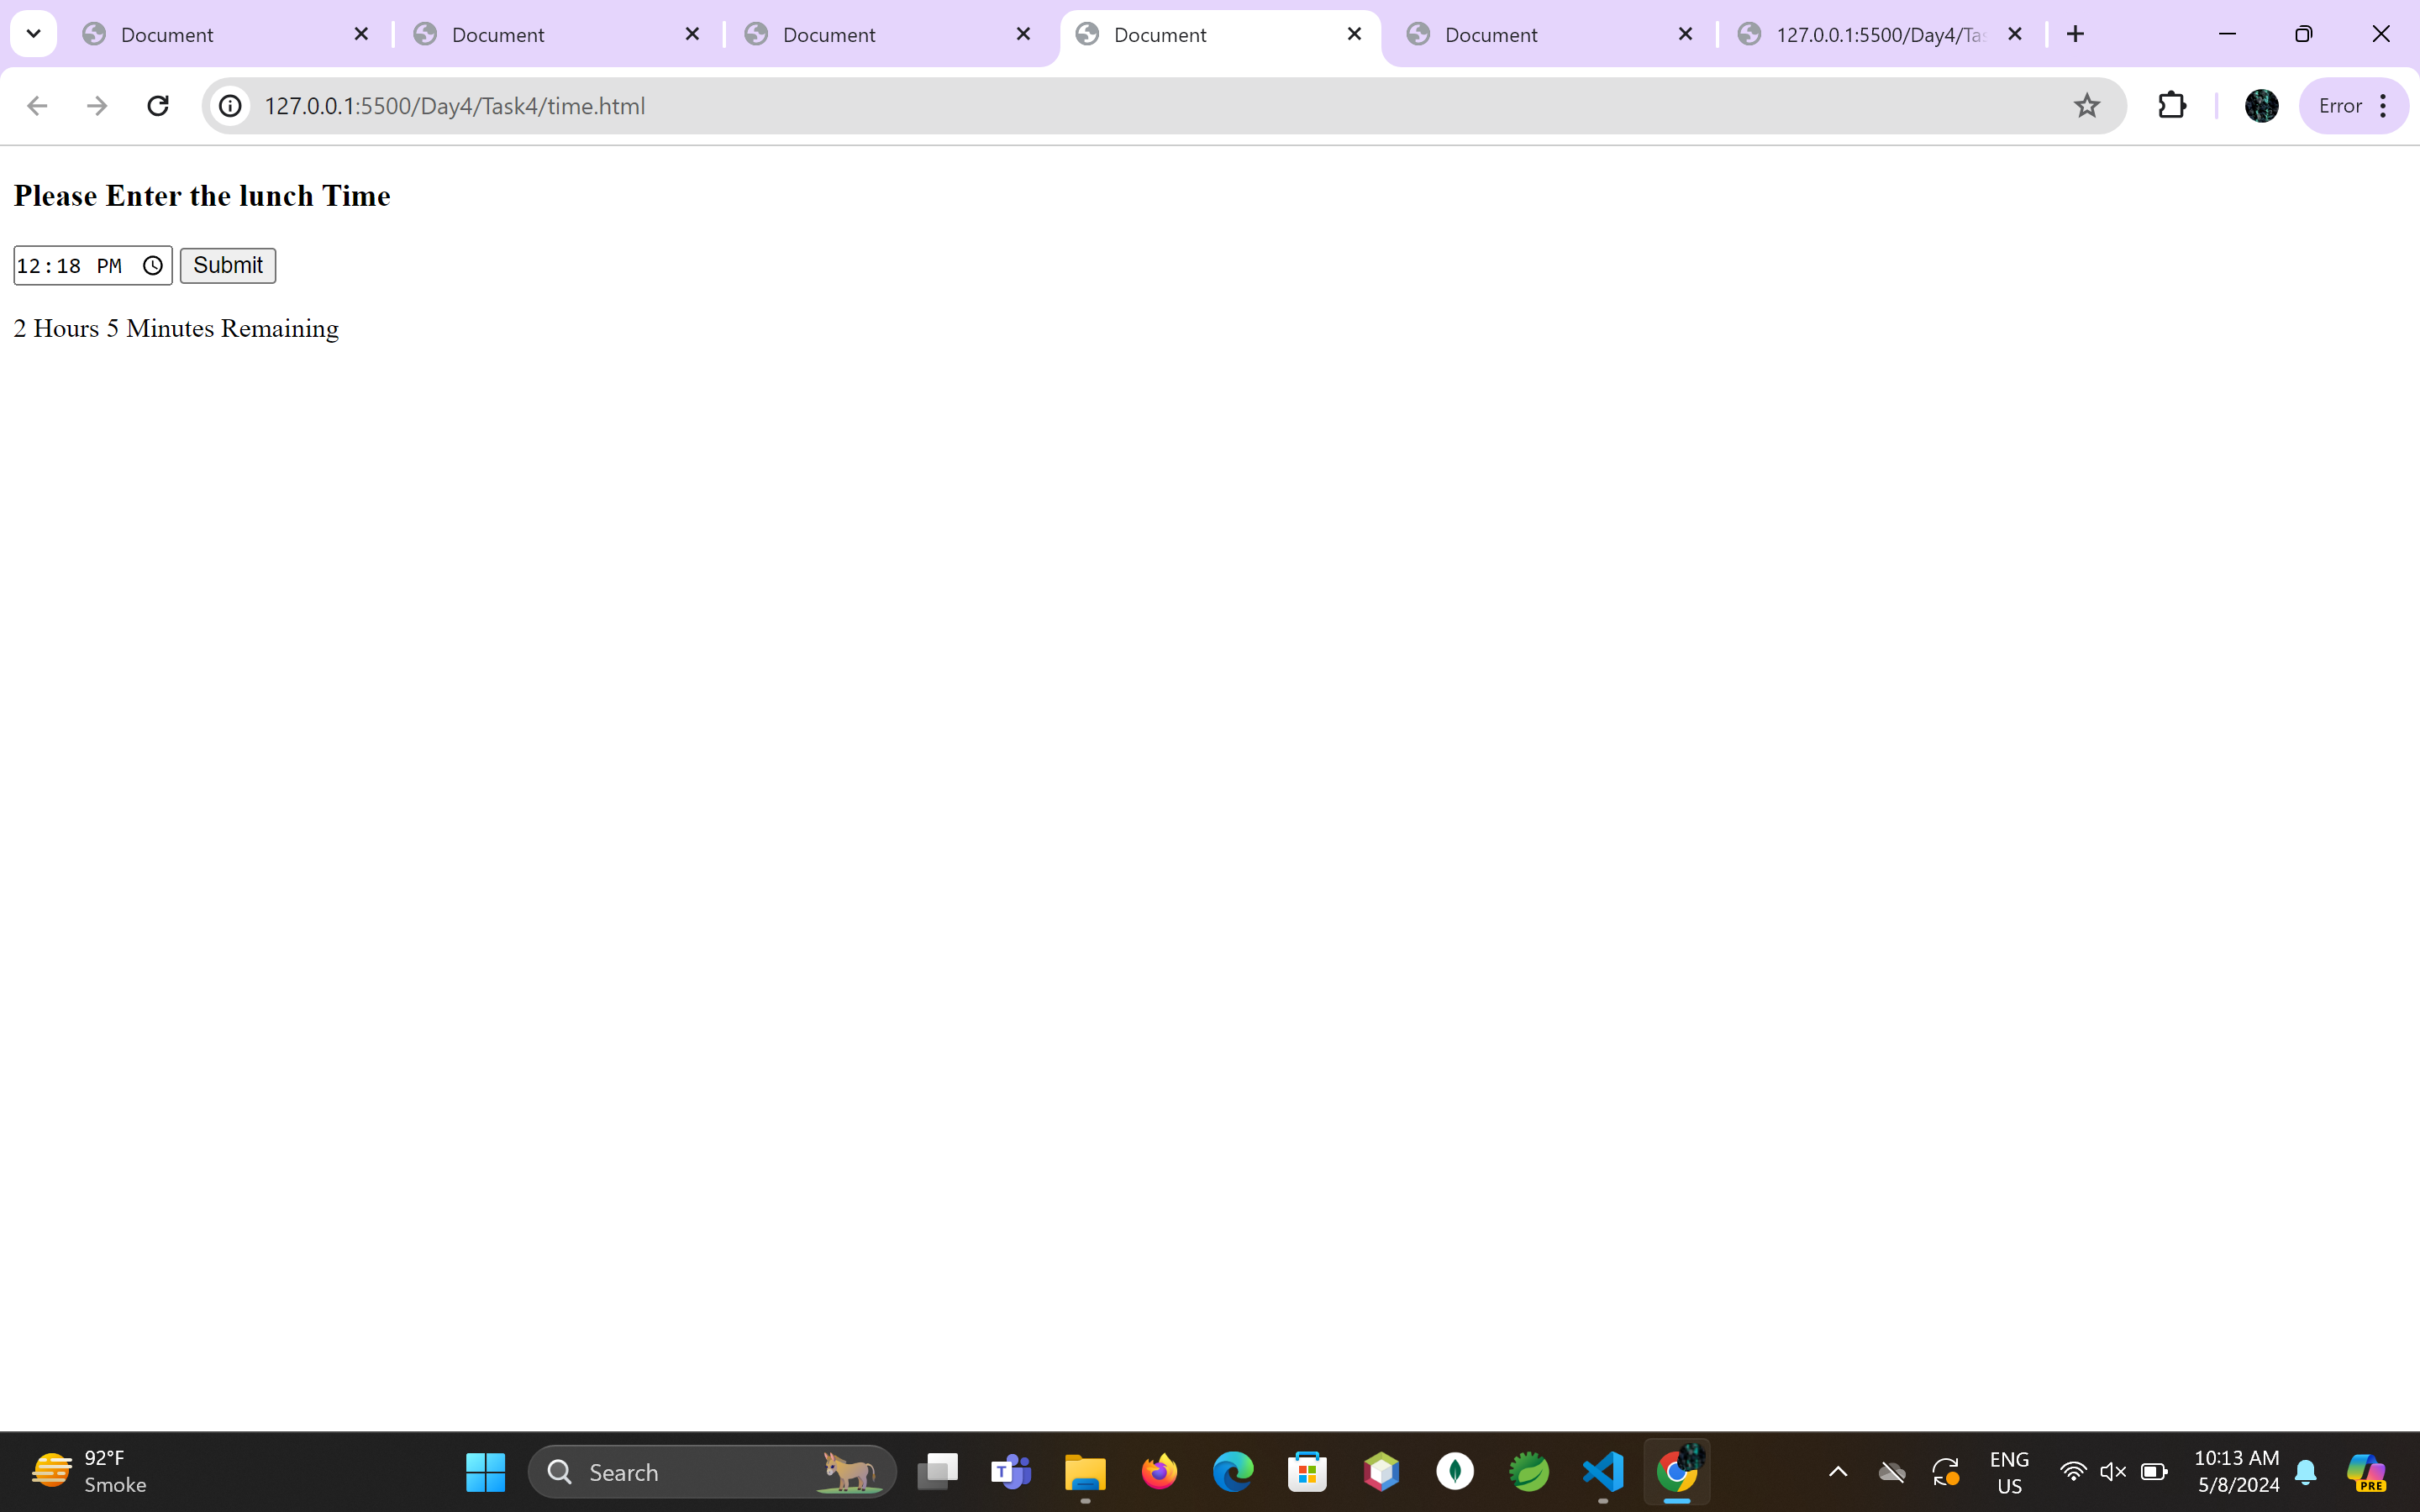 Document
Document
Document
Document
Document
127.0.0.1:5500/Day4/Tas
127.0.0.1:5500/Day4/Task4/time.html
Error
Please Enter the lunch Time
12:18 PM
Submit
2 Hours 5 Minutes Remaining
92°F
Smoke
Search
T
ENG
US
10:13 AM
5/8/2024
PRE